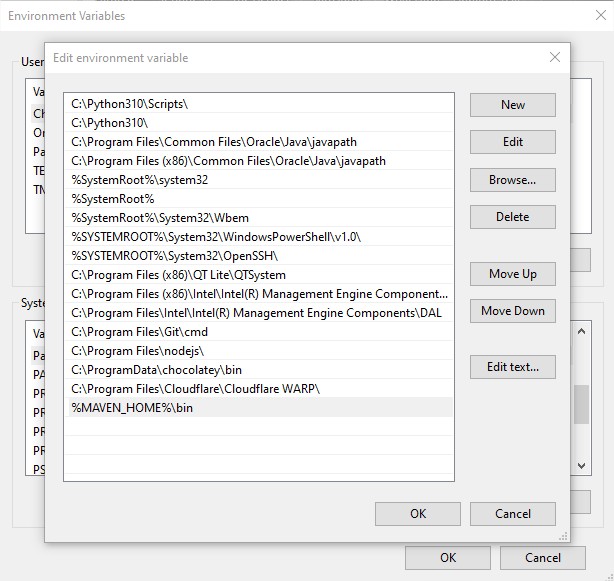 Environment Variables
Edit environment variable
User
Va
Ch
On
Pa
TE
TN
C:\Python310\Scripts\
C:\Python310\
C:\Program Files\Common Files\Oracle\Java\javapath
C:\Program Files (x86)\Common Files\Oracle\Java\javapath
%SystemRoot%\system32
%SystemRoot%
%SystemRoot%\System32\Wbem
%SYSTEMROOT%\System32\WindowsPowerShell\v1.0\
%SYSTEMROOT%\System32\OpenSSH\
C:\Program Files (x86)\QT Lite\QTSystem
C:\Program Files (x86)\Intel\Intel(R) Management Engine Component...
C:\Program Files\Intel\Intel(R) Management Engine Components\DAL
C:\Program Files\Git\cmd
C:\Program Files\nodejs\
C:\ProgramData\chocolatey\bin
C:\Program Files\Cloudflare\Cloudflare WARP\
%MAVEN_HOME%\bin
New
Edit
Browse...
Delete
Move Up
Move Down
Edit text...
Syste
Va
Pa
PA
PR
PR
PR
PS
OK
Cancel
OK
Cancel